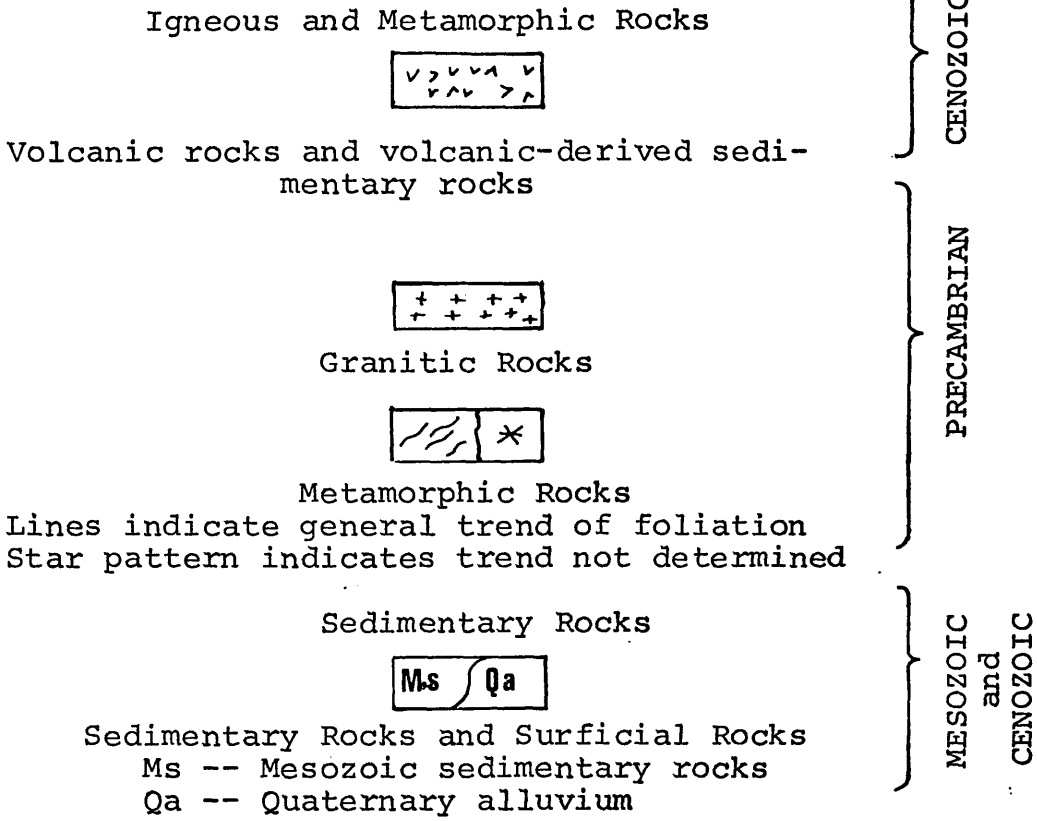 Igneous and Metamorphic Rocks
CENOZOIC
Volcanic rocks and volcanic-derived sedi-
mentary rocks
PRECAMBRIAN
Granitic Rocks
Metamorphic Rocks
Lines indicate general trend of foliation
Star pattern indicates trend not determined
Sedimentary Rocks
MESOZOIC
and
CENOZOIC
Ms Qa
Sedimentary Rocks and Surficial Rocks
Ms -- Mesozoic sedimentary rocks
Qa -- Quaternary alluvium